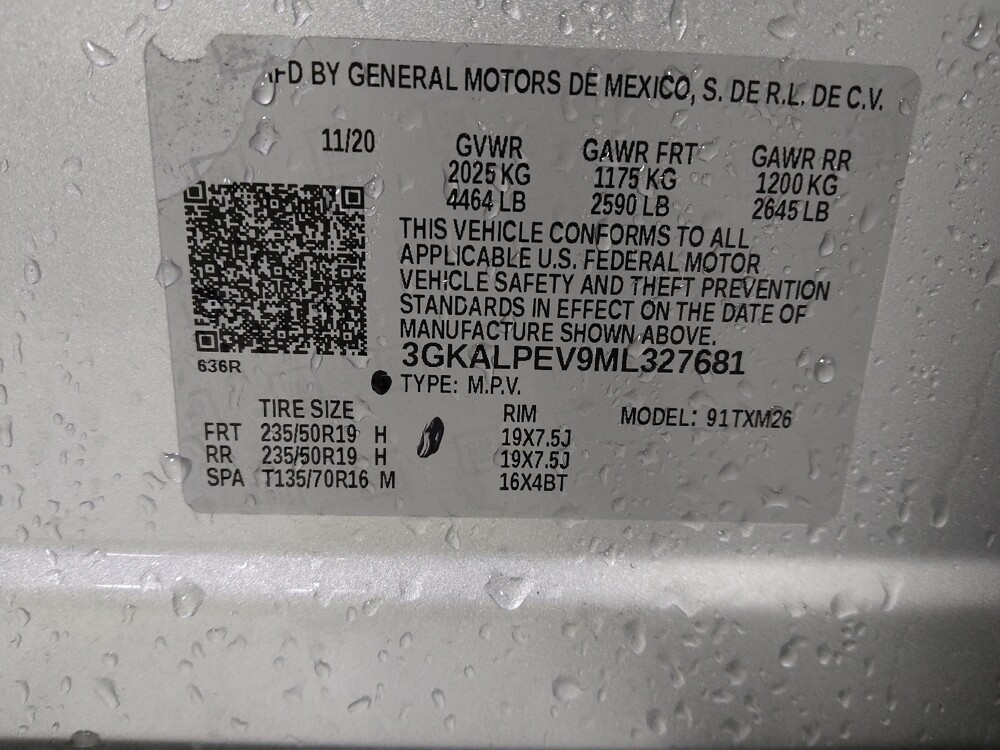 MFD BY GENERAL MOTORS DE MEXICO, S. DE R.L. DE C.V.
11/20 GVWR GAWR FRT GAWR RR
2025 KG 1175 KG 1200 KG
4464 LB 2590 LB 2645 LB
THIS VEHICLE CONFORMS TO ALL
APPLICABLE U.S. FEDERAL MOTOR
VEHICLE SAFETY AND THEFT PREVENTION
STANDARDS IN EFFECT ON THE DATE OF
MANUFACTURE SHOWN ABOVE.
3GKALPEV9ML327681
636R
TYPE: M.P.V.
TIRE SIZE RIM MODEL: 91TXM26
FRT 235/50R19 H 19X7.5J
RR 235/50R19 H 19X7.5J
SPA T135/70R16 M 16X4BT